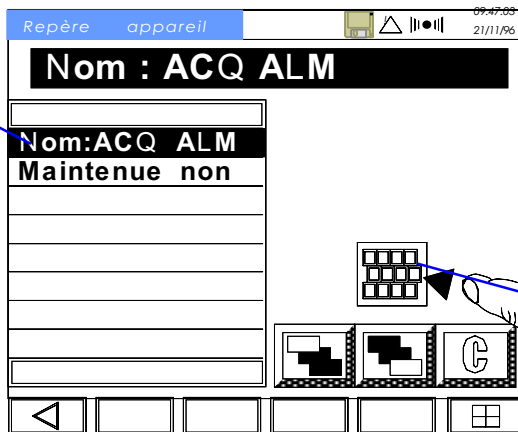 Repère appareil
09:47:03
21/11/96
Nom : ACQ ALM
Nom:ACQ ALM
Maintenue non
C